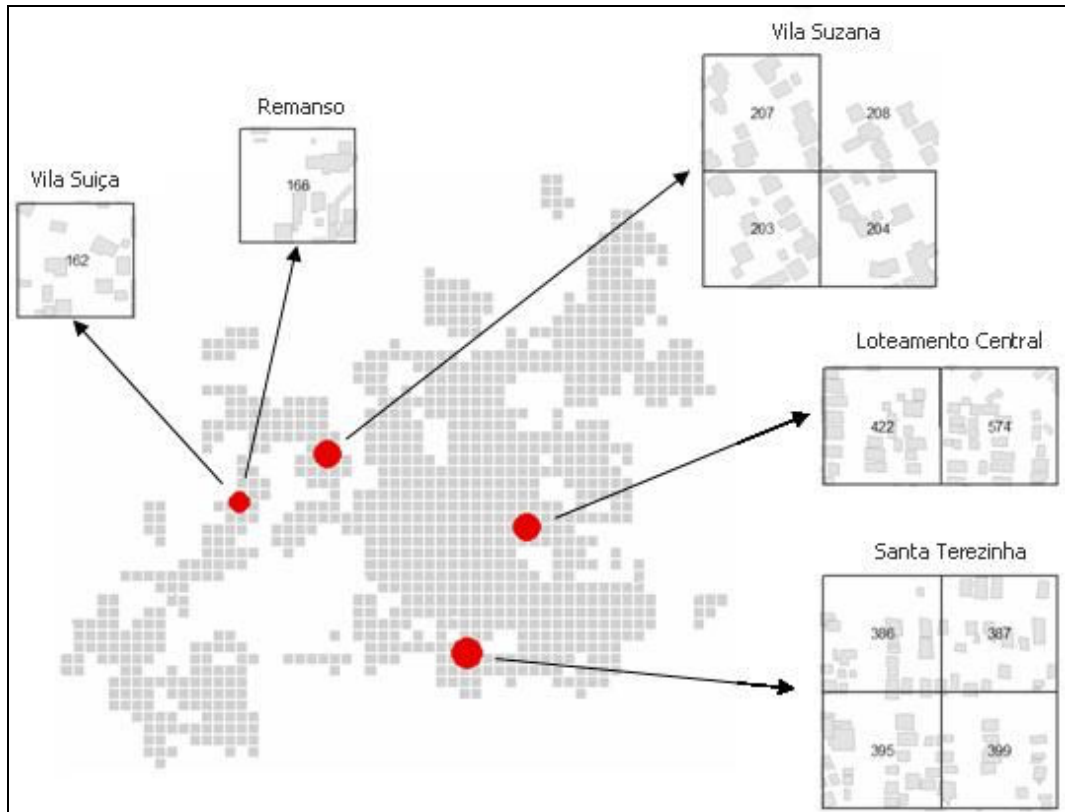 Vila Suzana
207
208
203
204
Remanso
166
Vila Suiça
162
Loteamento Central
422
574
Santa Terezinha
386
387
395
399